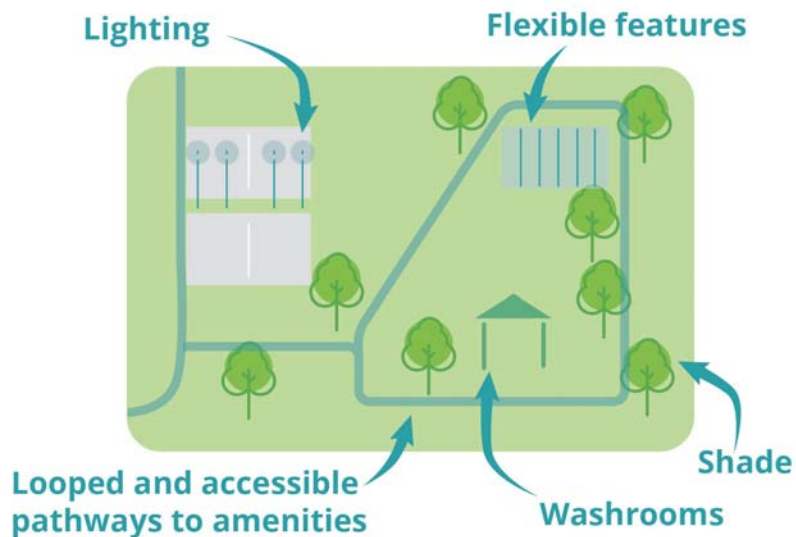 Lighting
Flexible features
Shade
Looped and accessible
pathways to amenities
Washrooms